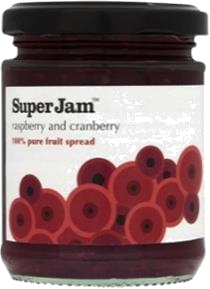 SuperJam™
raspberry and cranberry
100% pure fruit spread